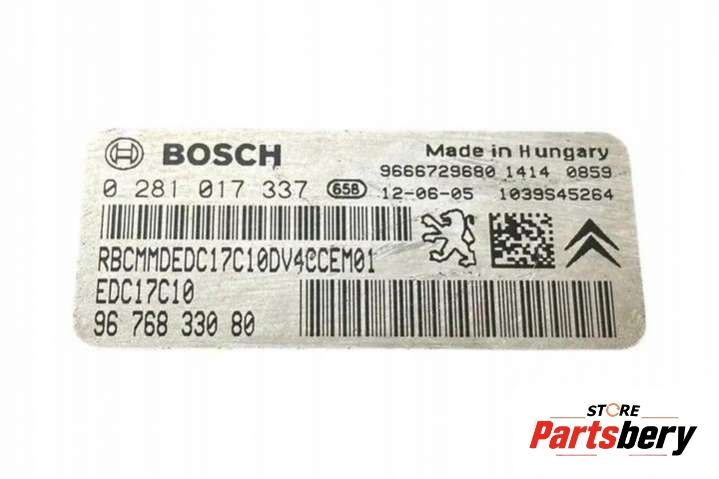 BOSCH
Made in Hungary
9666729680 1414 0859
0 281 017 337 658 12-06-05 1039S45264
RBCMMDEDC17C10DV4CCEM01
EDC17C10
96 768 330 80
STORE
Partsbery